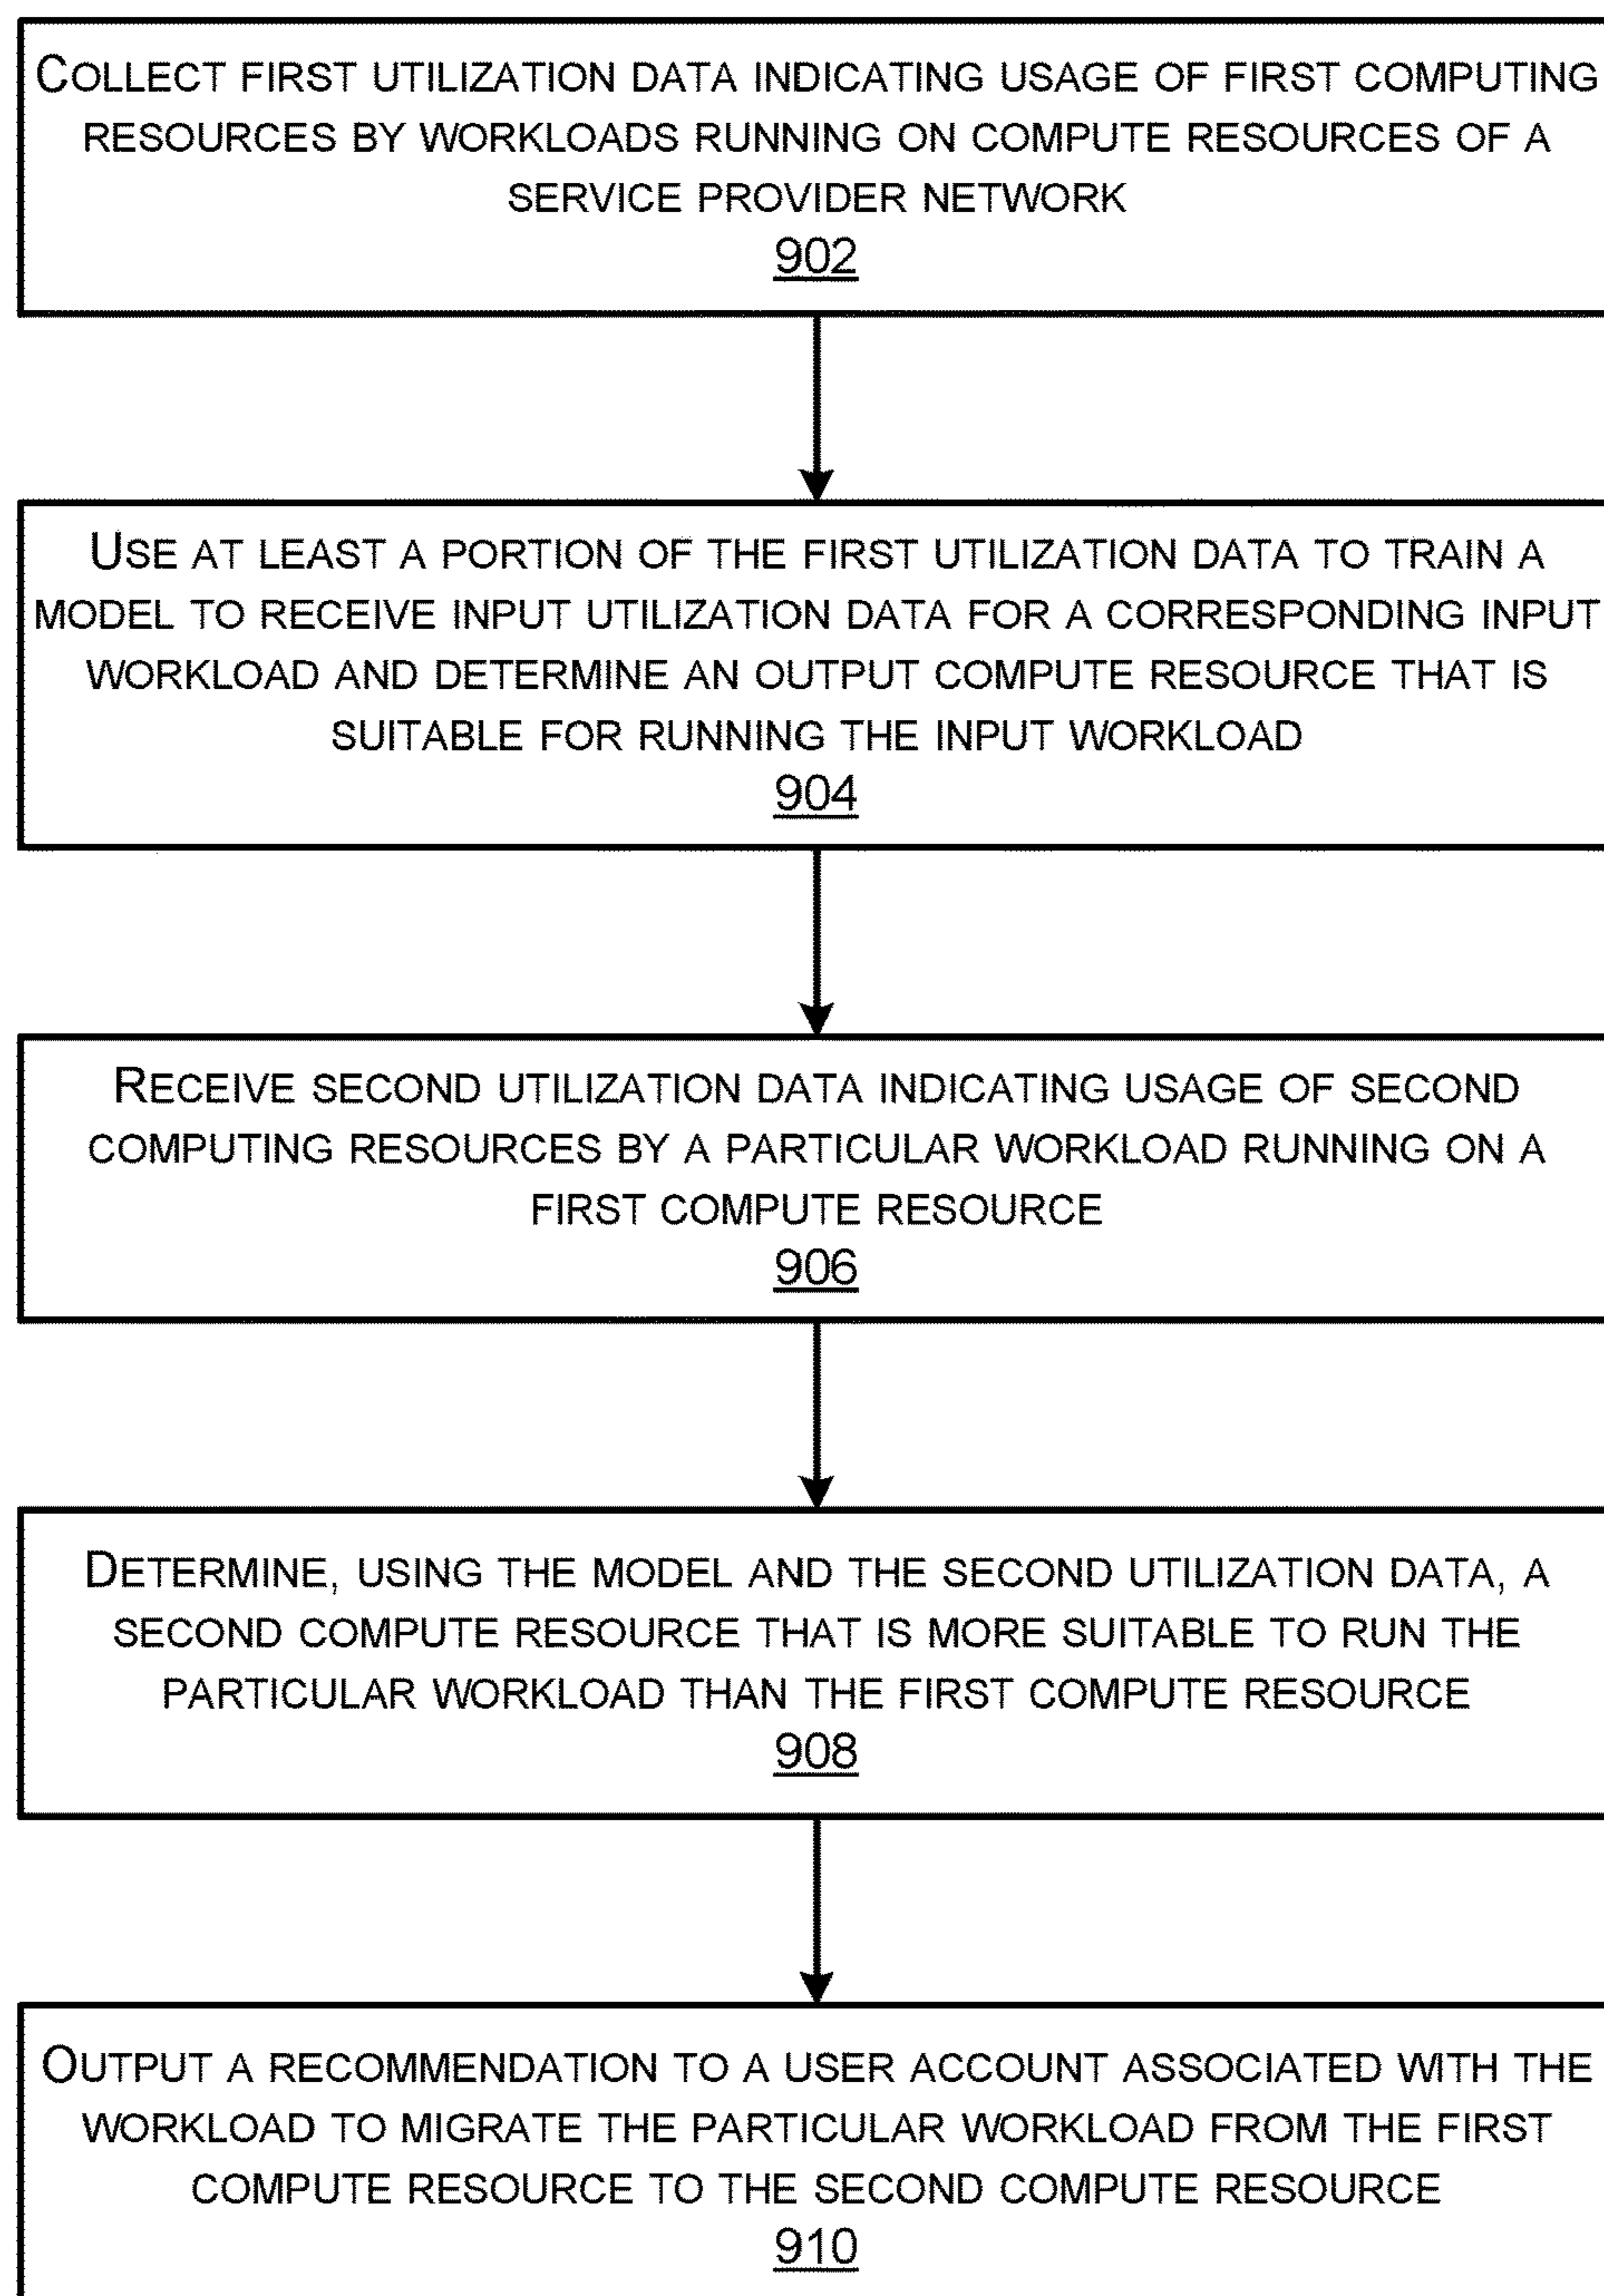 COLLECT FIRST UTILIZATION DATA INDICATING USAGE OF FIRST COMPUTING
RESOURCES BY WORKLOADS RUNNING ON COMPUTE RESOURCES OF A
SERVICE PROVIDER NETWORK
902
USE AT LEAST A PORTION OF THE FIRST UTILIZATION DATA TO TRAIN A
MODEL TO RECEIVE INPUT UTILIZATION DATA FOR A CORRESPONDING INPUT
WORKLOAD AND DETERMINE AN OUTPUT COMPUTE RESOURCE THAT IS
SUITABLE FOR RUNNING THE INPUT WORKLOAD
904
RECEIVE SECOND UTILIZATION DATA INDICATING USAGE OF SECOND
COMPUTING RESOURCES BY A PARTICULAR WORKLOAD RUNNING ON A
FIRST COMPUTE RESOURCE
906
DETERMINE, USING THE MODEL AND THE SECOND UTILIZATION DATA, A
SECOND COMPUTE RESOURCE THAT IS MORE SUITABLE TO RUN THE
PARTICULAR WORKLOAD THAN THE FIRST COMPUTE RESOURCE
908
OUTPUT A RECOMMENDATION TO A USER ACCOUNT ASSOCIATED WITH THE
WORKLOAD TO MIGRATE THE PARTICULAR WORKLOAD FROM THE FIRST
COMPUTE RESOURCE TO THE SECOND COMPUTE RESOURCE
910